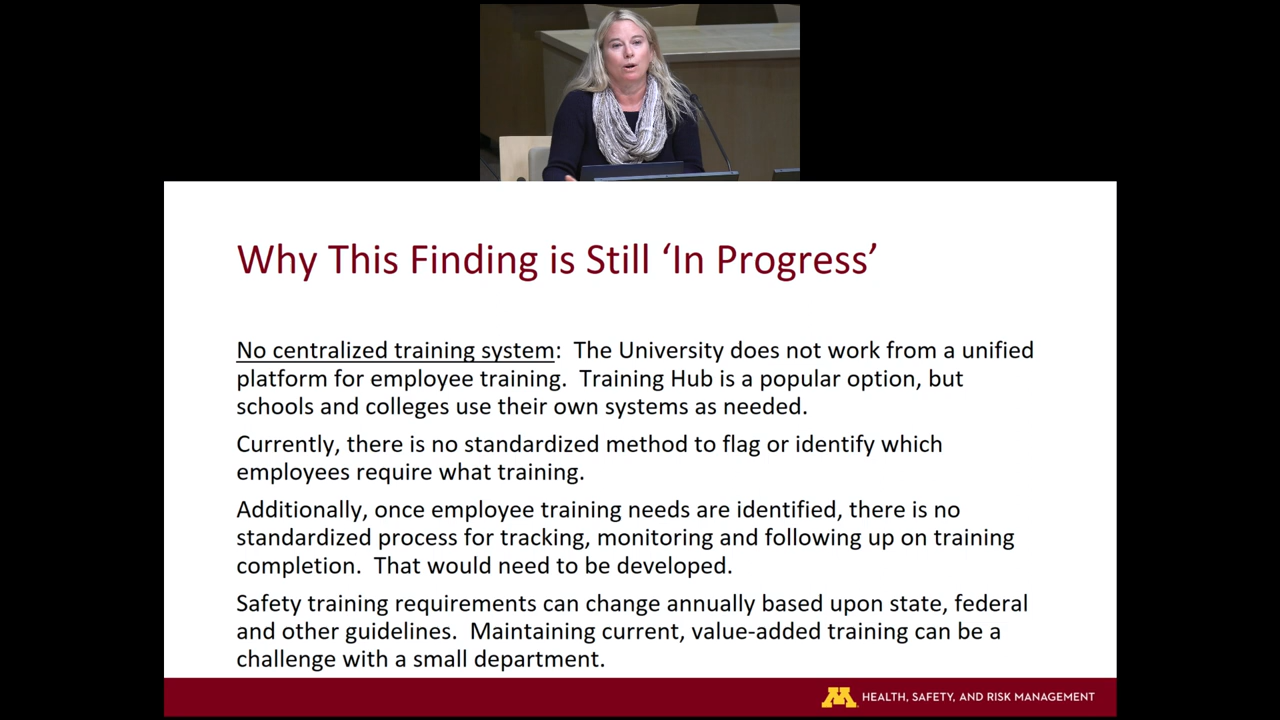 Why This Finding is Still ‘In Progress’
No centralized training system:  The University does not work from a unified
platform for employee training.  Training Hub is a popular option, but
schools and colleges use their own systems as needed.
Currently, there is no standardized method to flag or identify which
employees require what training.
Additionally, once employee training needs are identified, there is no
standardized process for tracking, monitoring and following up on training
completion.  That would need to be developed.
Safety training requirements can change annually based upon state, federal
and other guidelines.  Maintaining current, value-added training can be a
challenge with a small department.
M HEALTH, SAFETY, AND RISK MANAGEMENT